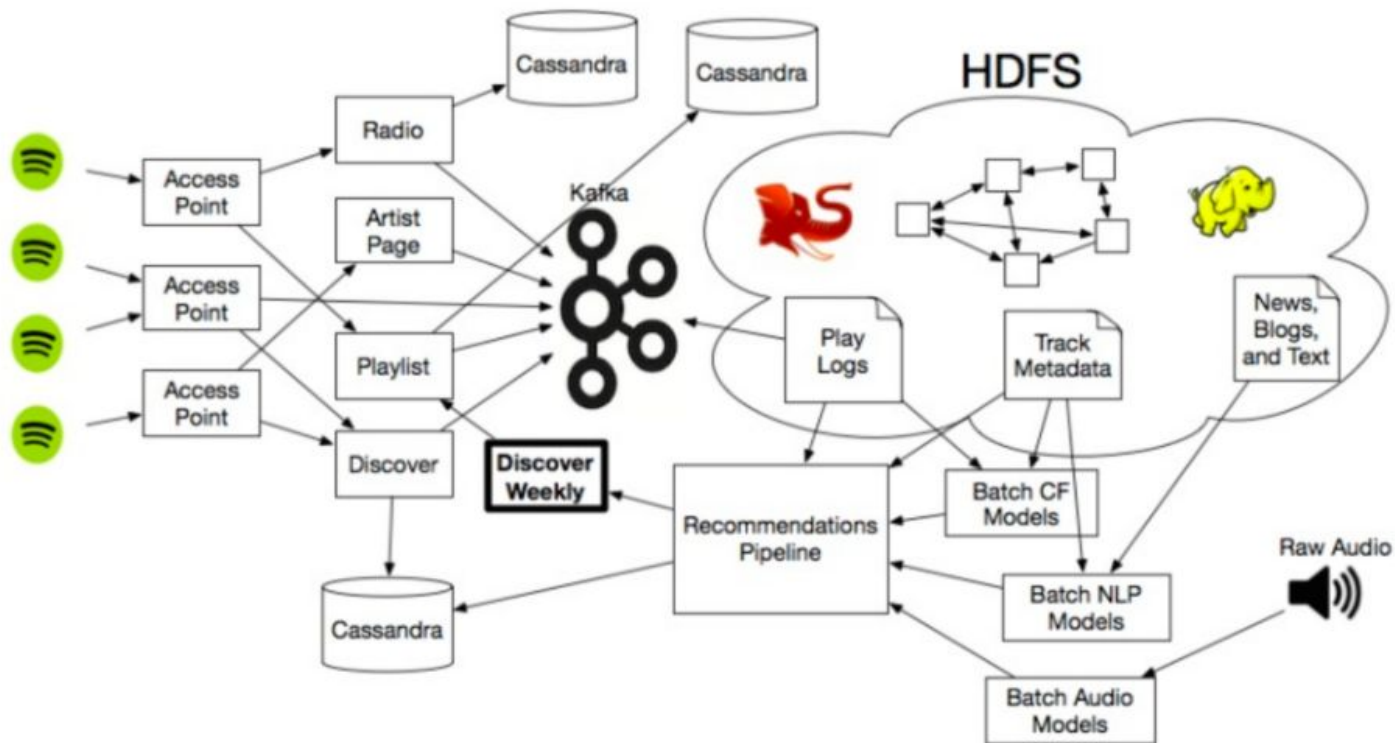 Cassandra
Cassandra
HDFS
Radio
Access
Point
Kafka
Artist
Page
Access
Point
Play
Logs
Track
Metadata
News,
Blogs,
and Text
Playlist
Access
Point
Discover
Discover
Weekly
Recommendations
Pipeline
Batch CF
Models
Raw Audio
Cassandra
Batch NLP
Models
Batch Audio
Models